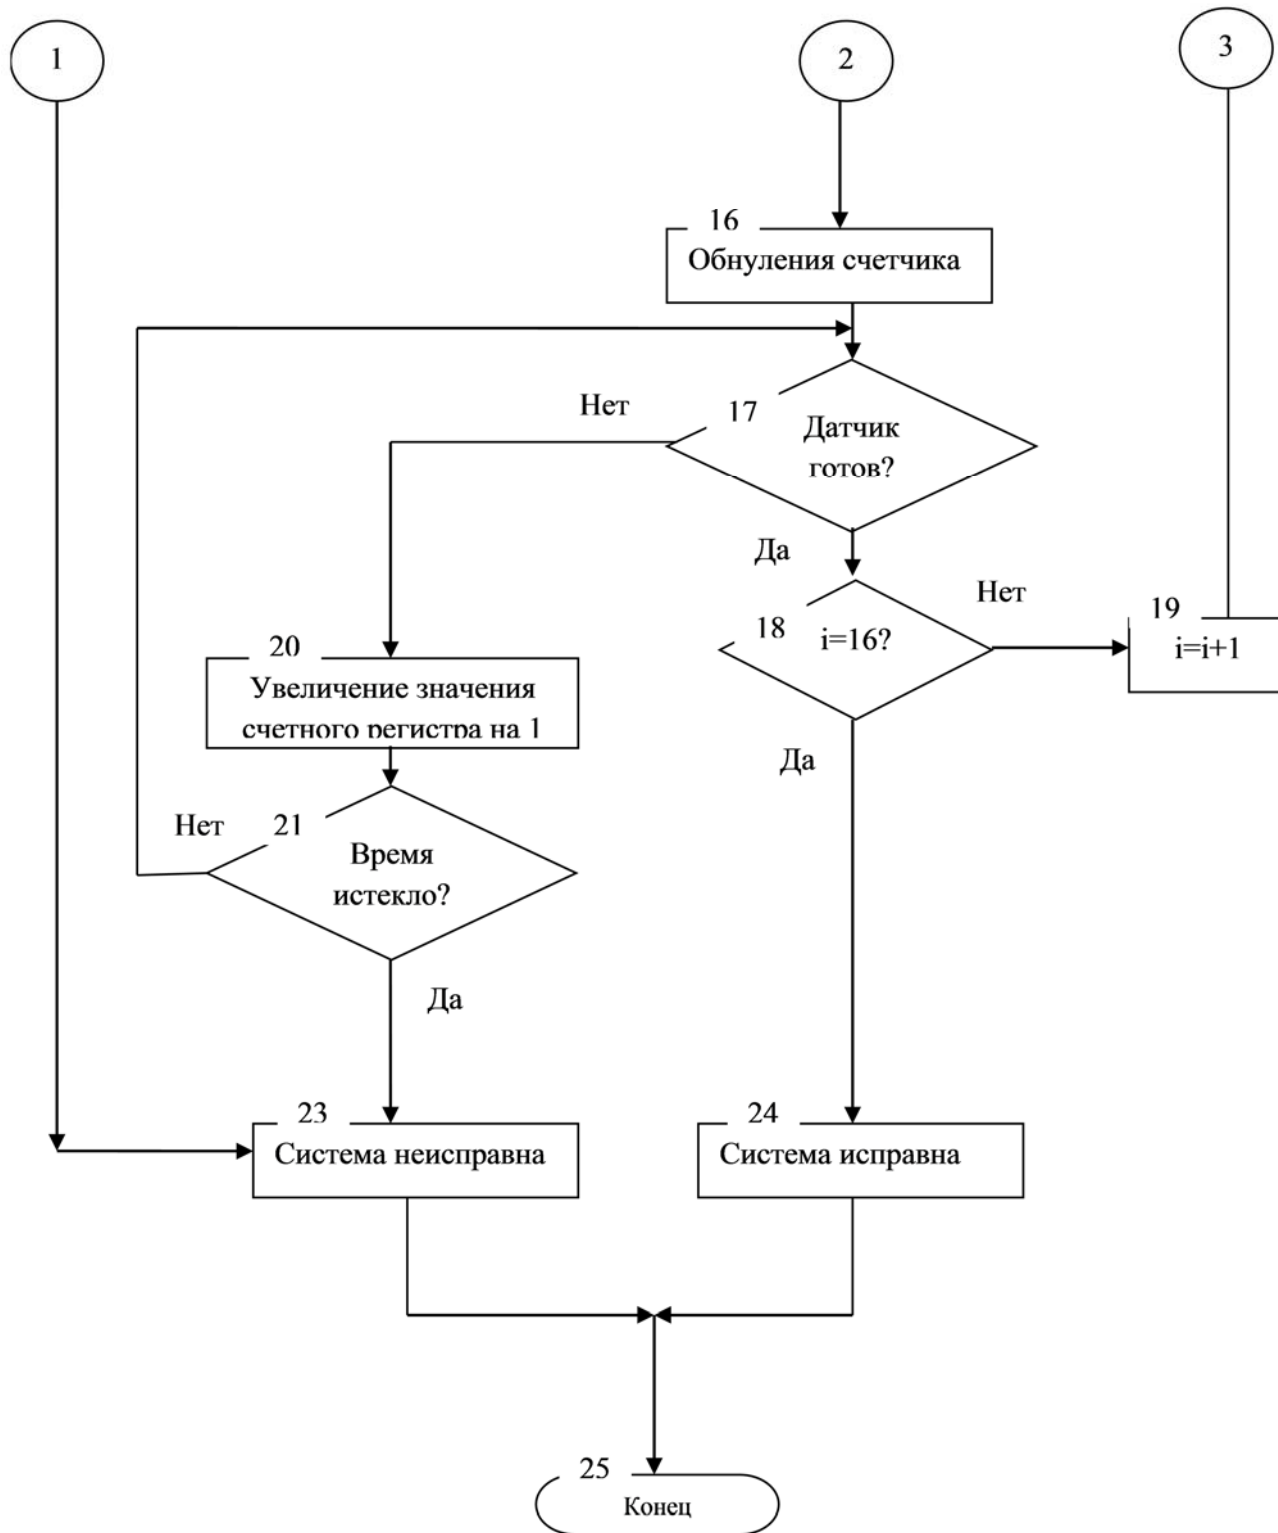 1
2
3
16
Обнуления счетчика
Нет
17
Датчик
готов?
Да
Нет
18
i=16?
19
i=i+1
20
Увеличение значения
счетного регистра на 1
Да
Нет
21
Время
истекло?
Да
23
Система неисправна
24
Система исправна
25
Конец